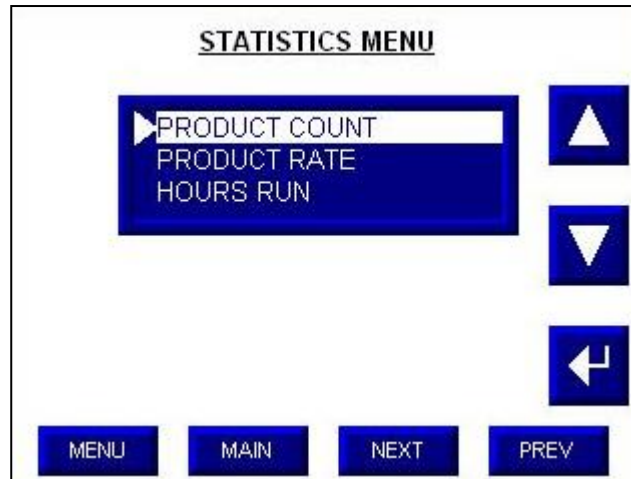 STATISTICS MENU
PRODUCT COUNT
PRODUCT RATE
HOURS RUN
MENU MAIN NEXT PREV